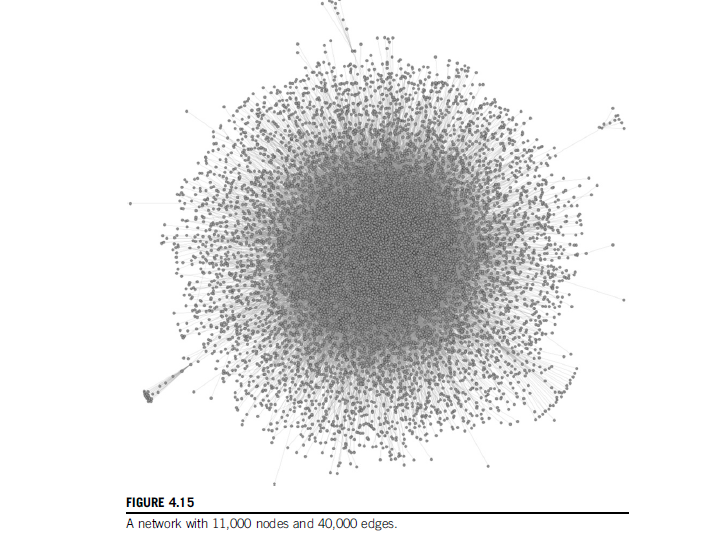 FIGURE 4.15
A network with 11,000 nodes and 40,000 edges.